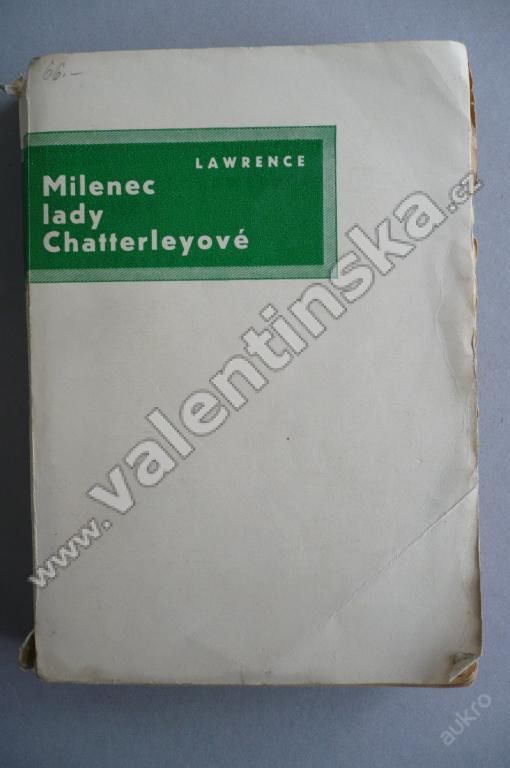 66.-
LAWRENCE
Milenec
lady
Chatterleyové
www.valentinska.cz
aukro